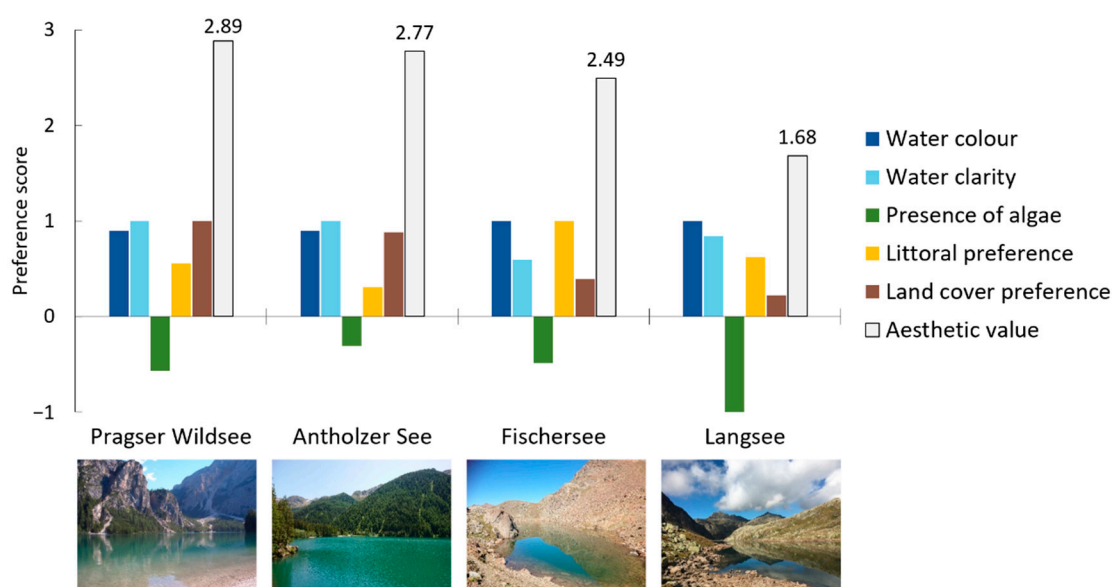 Preference score
3
2
1
0
−1
2.89
2.77
2.49
1.68
Water colour
Water clarity
Presence of algae
Littoral preference
Land cover preference
Aesthetic value
Pragser Wildsee
Antholzer See
Fischersee
Langsee